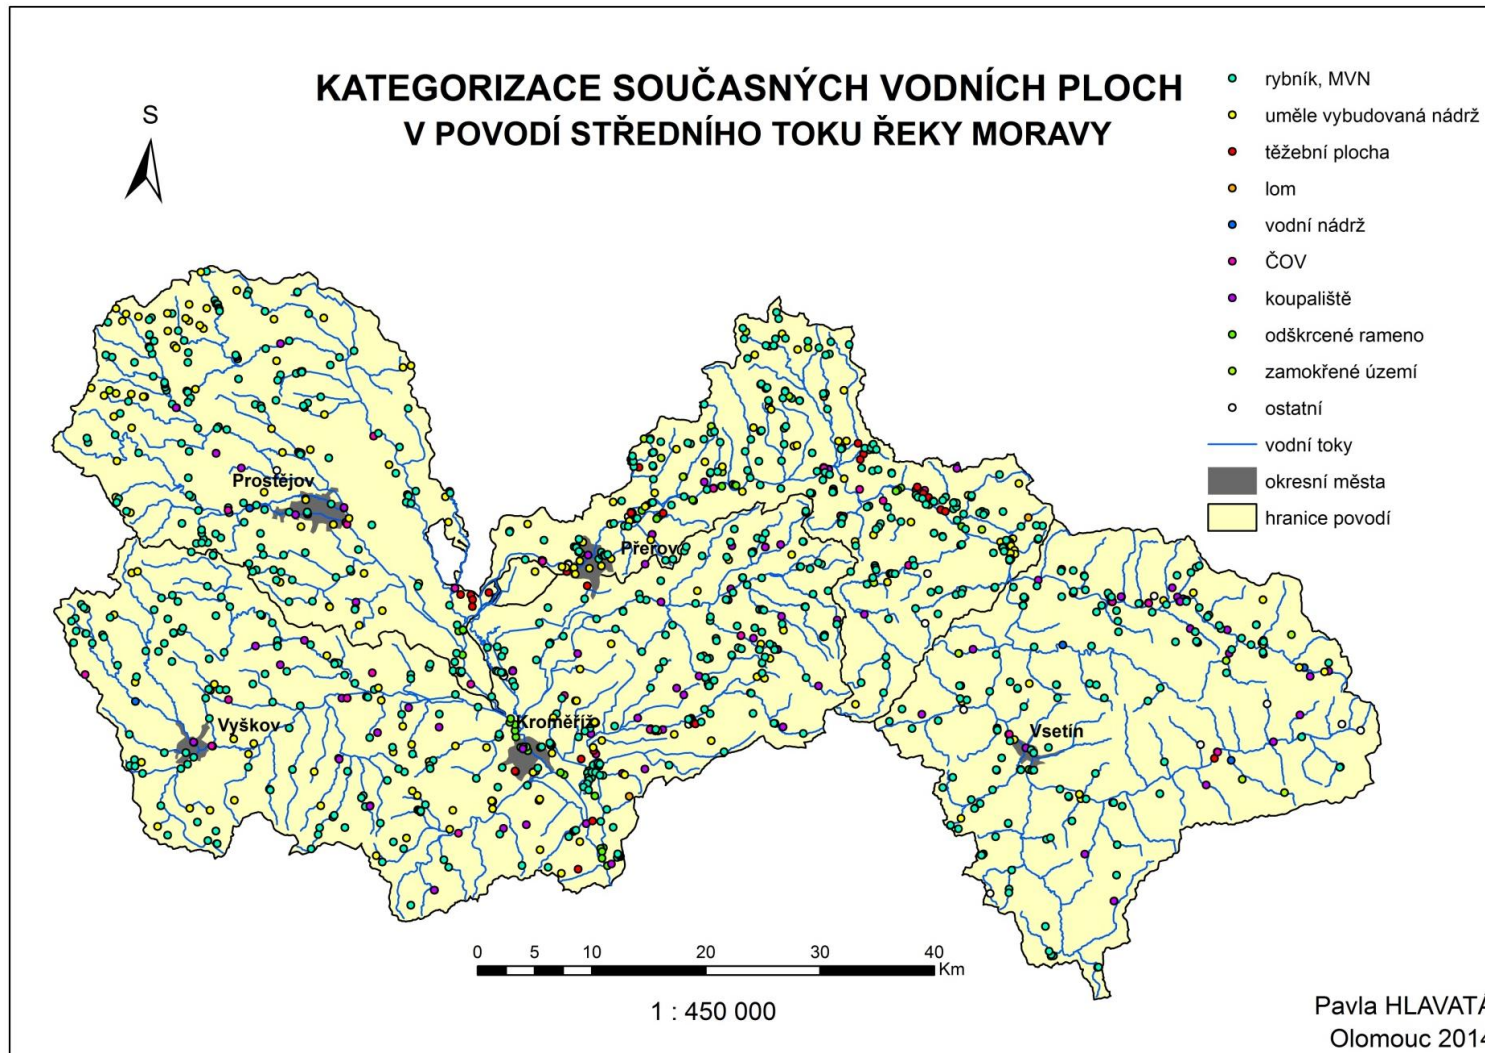 KATEGORIZACE SOUČASNÝCH VODNÍCH PLOCH
V POVODÍ STŘEDNÍHO TOKU ŘEKY MORAVY
S
rybník, MVN
uměle vybudovaná nádrž
těžební plocha
lom
vodní nádrž
ČOV
koupaliště
odškrcené rameno
zamokřené území
ostatní
vodní toky
okresní města
hranice povodí
Prostějov
Přerov
Vyškov
Kroměříž
Vsetín
0 5 10 20 30 40
Km
1 : 450 000
Pavla HLAVATÁ
Olomouc 2014